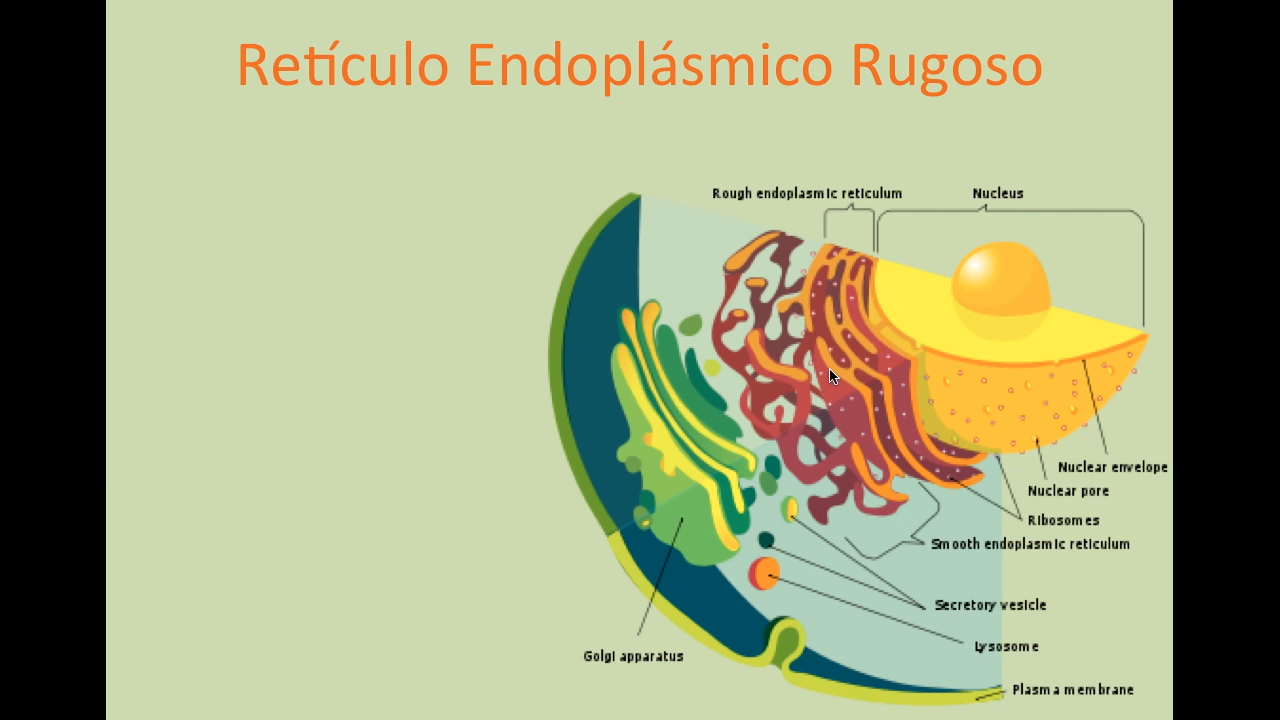 Retículo Endoplásmico Rugoso
Rough endoplasmic reticulum
Nucleus
Nuclear envelope
Nuclear pore
Ribosomes
Smooth endoplasmic reticulum
Secretory vesicle
Lysosome
Golgi apparatus
Plasma membrane